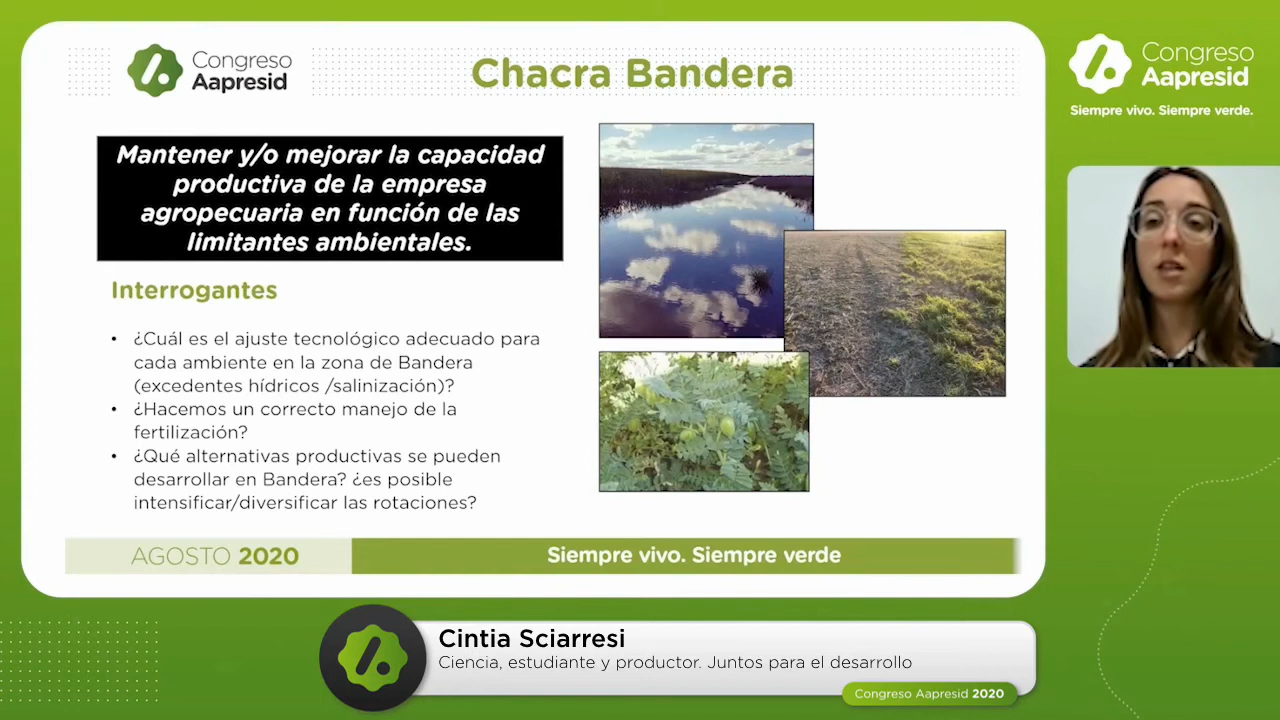 Congreso
Aapresid
Chacra Bandera
Congreso
Aapresid
Siempre vivo. Siempre verde.
Mantener y/o mejorar la capacidad
productiva de la empresa
agropecuaria en función de las
limitantes ambientales.
Interrogantes
• ¿Cuál es el ajuste tecnológico adecuado para
cada ambiente en la zona de Bandera
(excedentes hídricos /salinización)?
• ¿Hacemos un correcto manejo de la
fertilización?
• ¿Qué alternativas productivas se pueden
desarrollar en Bandera? ¿es posible
intensificar/diversificar las rotaciones?
AGOSTO 2020
Siempre vivo. Siempre verde
Cintia Sciarresi
Ciencia, estudiante y productor. Juntos para el desarrollo
Congreso Aapresid 2020